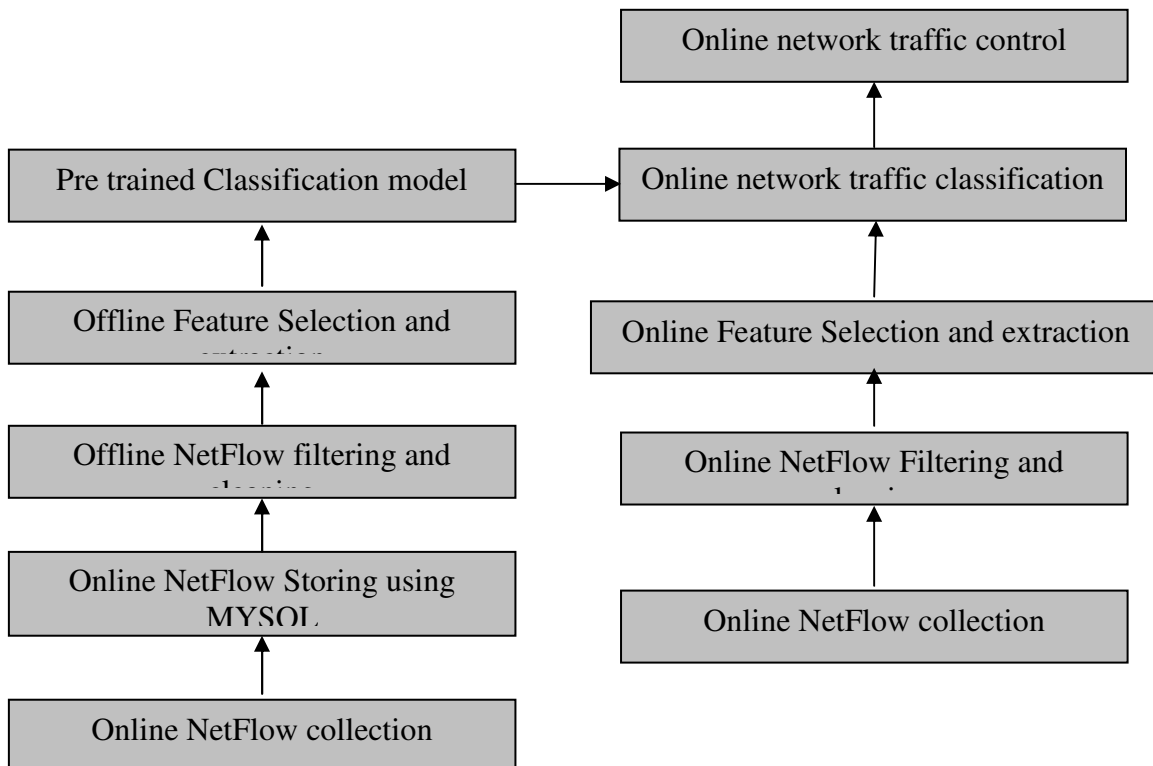 Pre trained Classification model
Offline Feature Selection and
extraction
Offline NetFlow filtering and
cleaning
Online NetFlow Storing using
MYSQL
Online NetFlow collection
Online network traffic control
Online network traffic classification
Online Feature Selection and extraction
Online NetFlow Filtering and
Online NetFlow collection